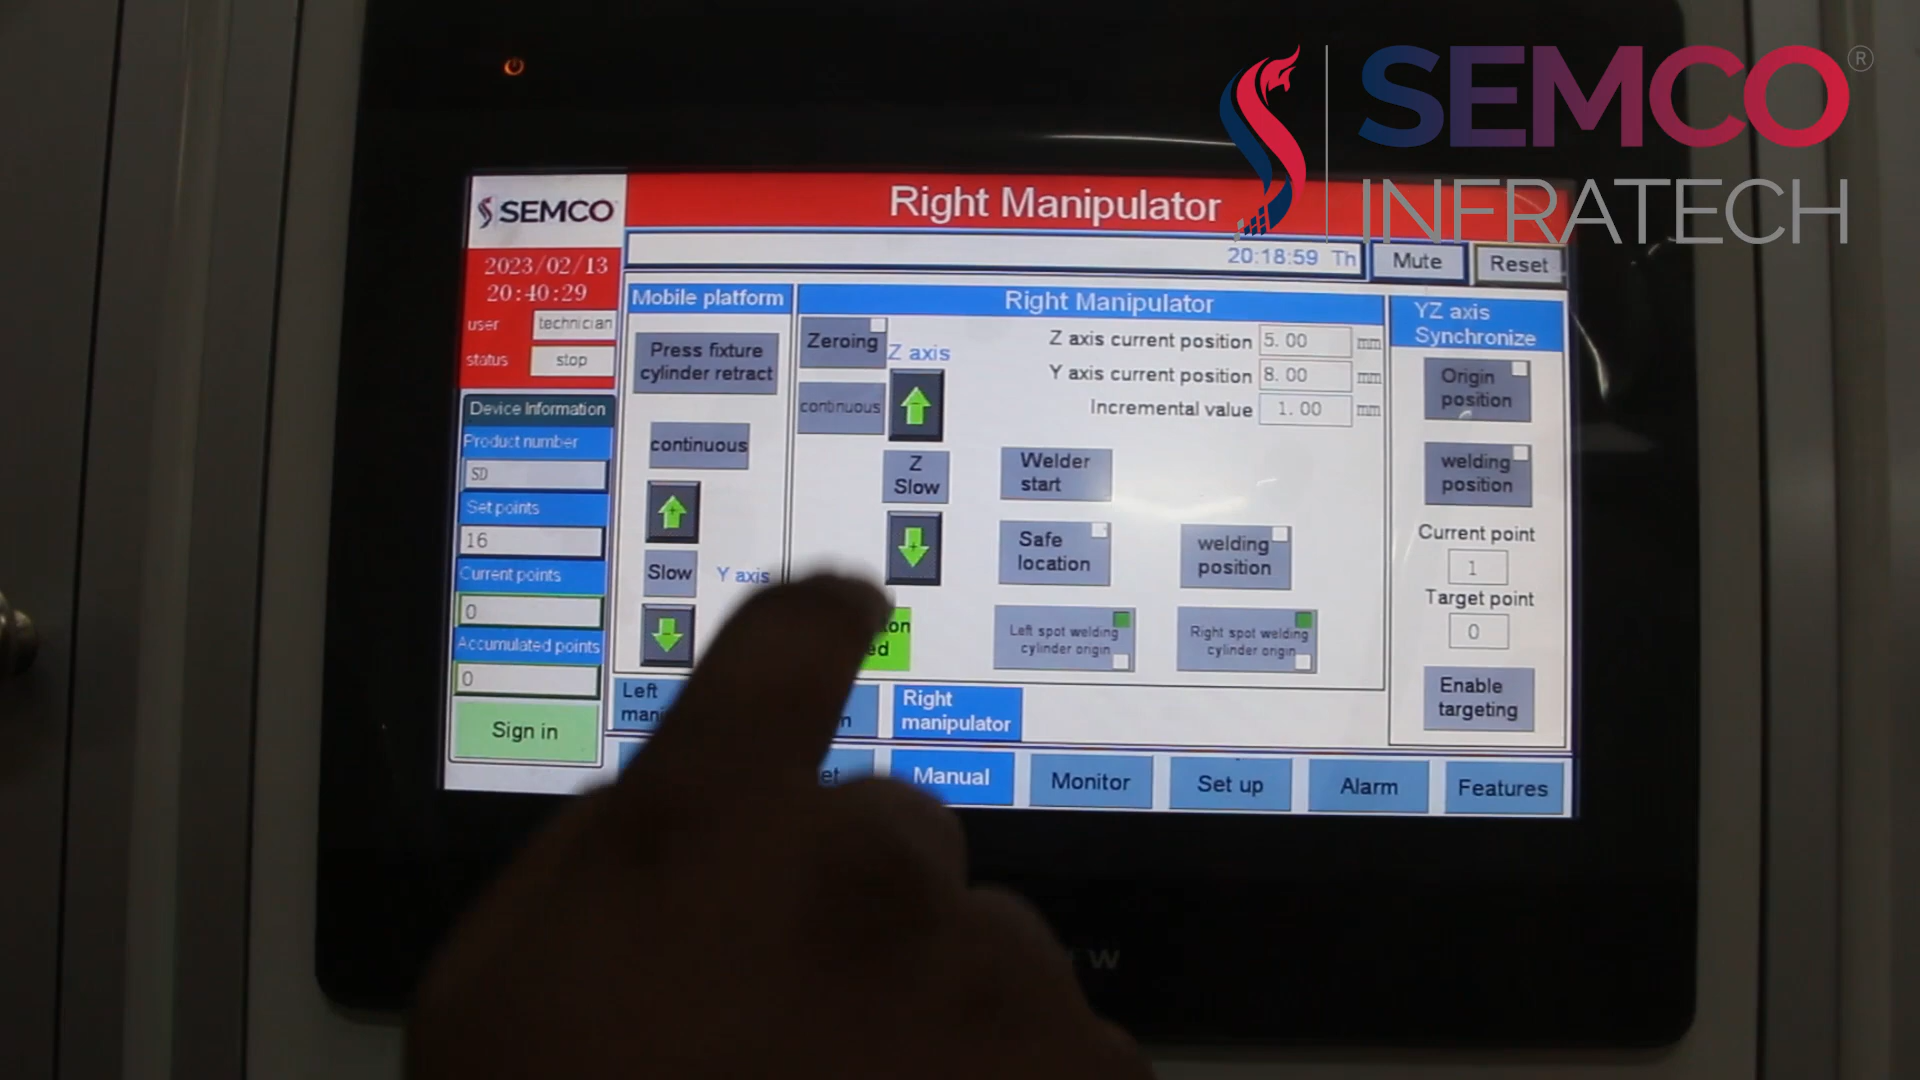 SEMCO®
INFRATECH
SEMCO
Right Manipulator
2023/02/13
20:40:29
20:18:59 Th
Mute
Reset
user
technician
status
stop
Device Information
Product number
SD
Set points
16
Current points
0
Accumulated points
0
Sign in
Mobile platform
Press fixture
cylinder retract
continuous
Slow
Y axis
Right Manipulator
Zeroing
continuous
Z axis
Z
Slow
Z axis current position 5.00 mm
Y axis current position 8.00 mm
Incremental value 1.00 mm
Welder
start
Safe
location
welding
position
Left spot welding
cylinder origin
Right spot welding
cylinder origin
YZ axis
Synchronize
Origin
position
welding
position
Current point
1
Target point
0
Enable
targeting
Left
Right
manipulator
Manual
Monitor
Set up
Alarm
Features